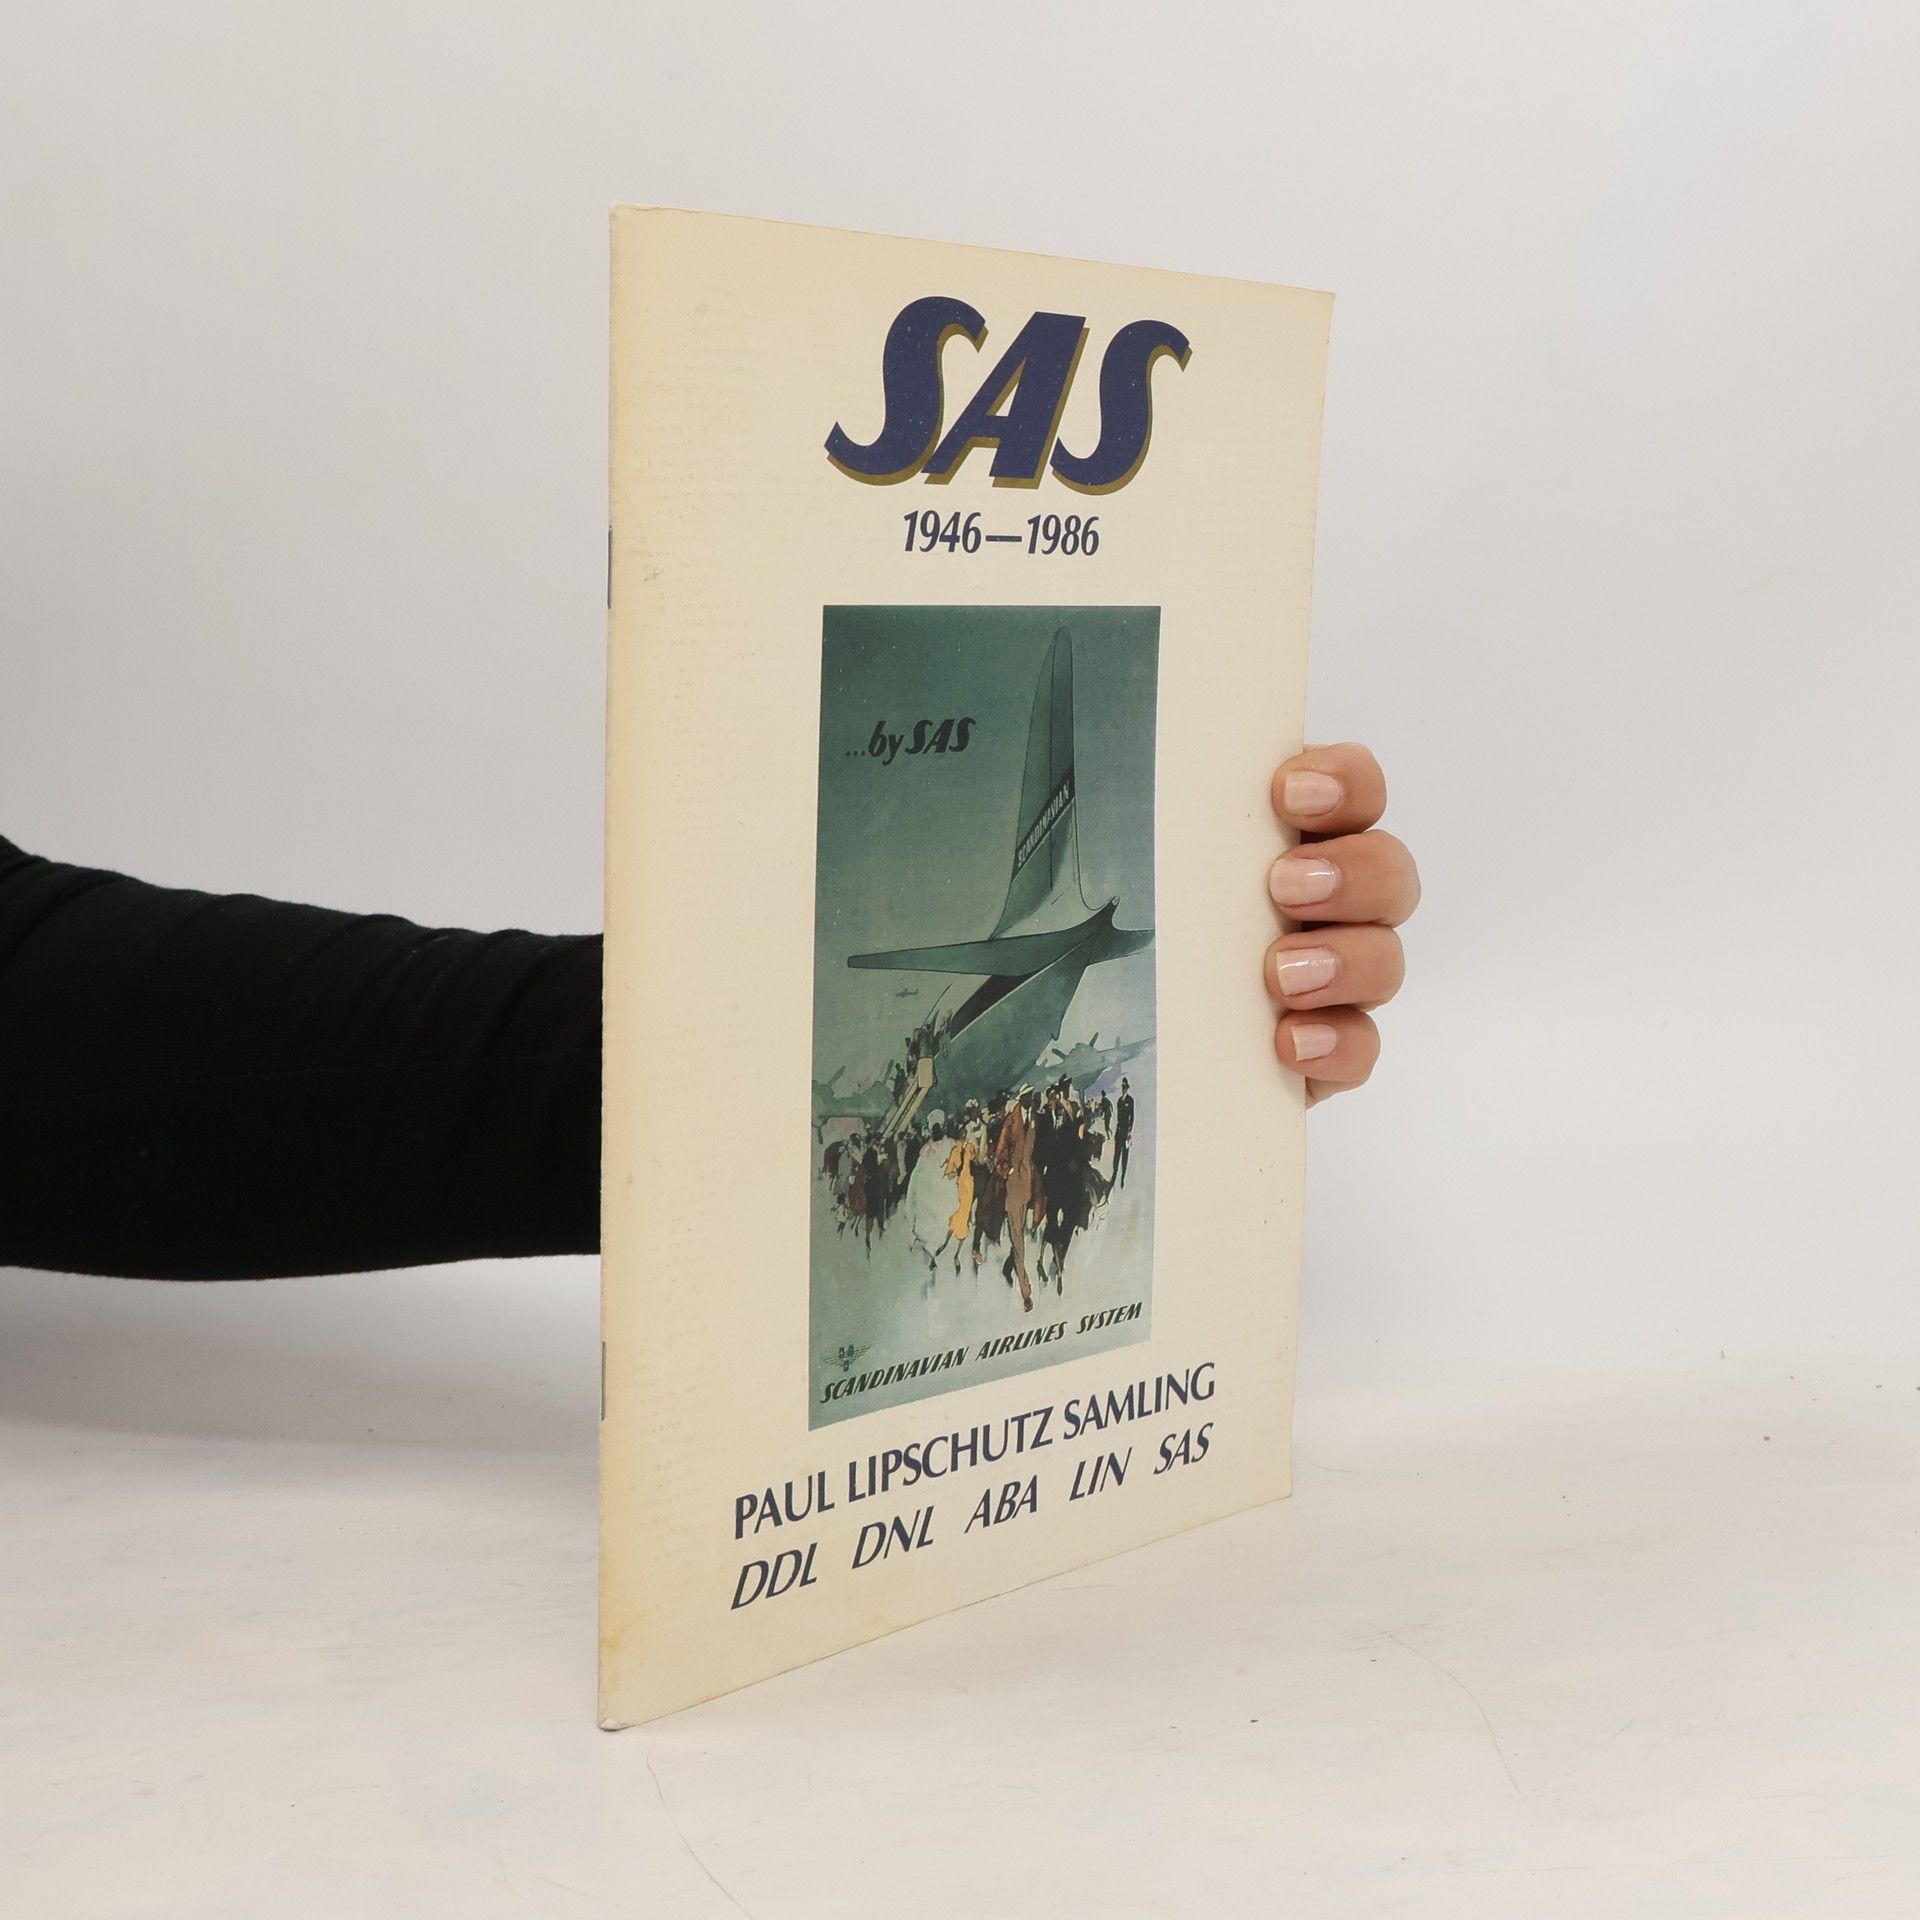 SAS
1946—1986
...by SAS
SCANDINAVIAN
SCANDINAVIAN AIRLINES SYSTEM
PAUL LIPSCHUTZ SAMLING
DDL DNL ABA LIN SAS